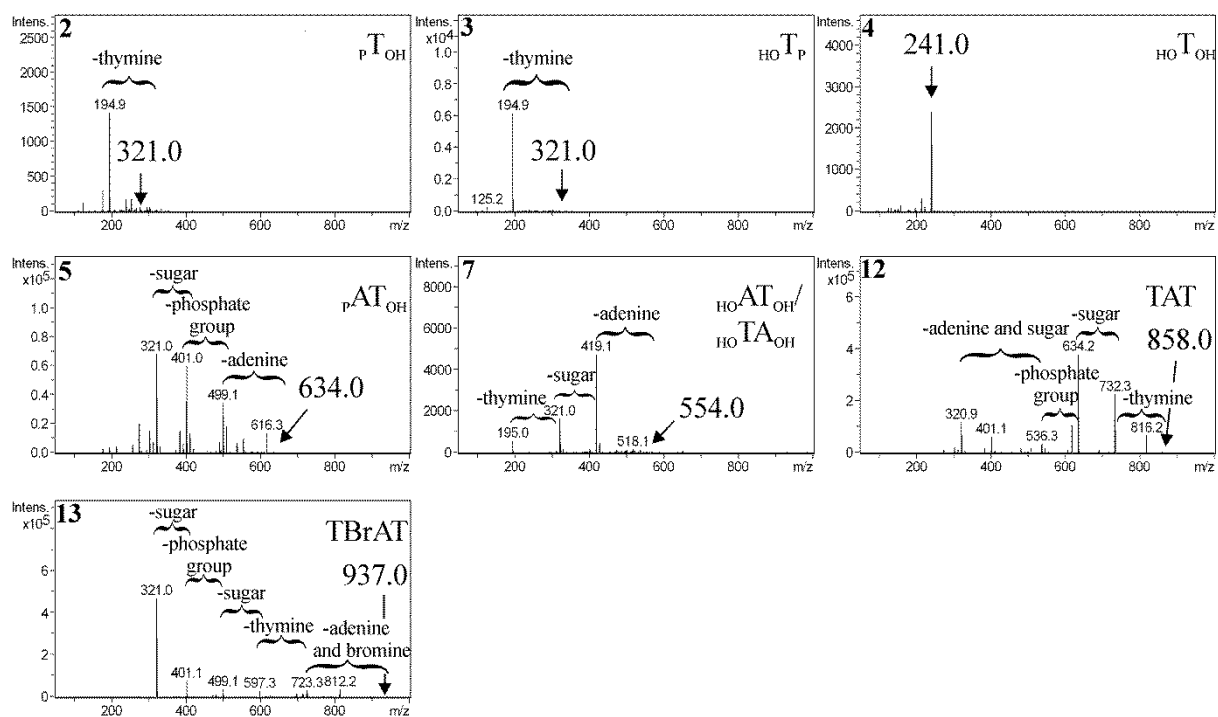 Intens.
2
2500
2000
1500
1000
500
0
-thymine
194.9
321.0
PTOH
200 400 600 800 m/z
Intens.
x10^4
3
1.0
0.8
0.6
0.4
0.2
0.0
-thymine
194.9
125.2
321.0
HOTP
200 400 600 800 m/z
Intens.
4
4000
3000
2000
1000
0
241.0
HOTOH
200 400 600 800 m/z
Intens.
x10^5
5
1.0
0.8
0.6
0.4
0.2
0.0
-sugar
-phosphate
group
-adenine
321.0
401.0
499.1
616.3
634.0
PATOH
200 400 600 800 m/z
Intens.
7
8000
6000
4000
2000
0
-adenine
-sugar
-thymine
419.1
321.0
195.0
518.1
554.0
HOATOH/
HOTAOH
200 400 600 800 m/z
Intens.
x10^5
12
6
4
2
0
TAT
-sugar
858.0
-adenine and sugar
634.2
-phosphate
group
732.3
-thymine
320.9
401.1
536.3
816.2
200 400 600 800 m/z
Intens.
x10^5
13
6
4
2
0
-sugar
TBrAT
-phosphate
group
937.0
321.0
-sugar
-thymine
-adenine
and bromine
401.1
499.1
597.3
723.3
812.2
200 400 600 800 m/z